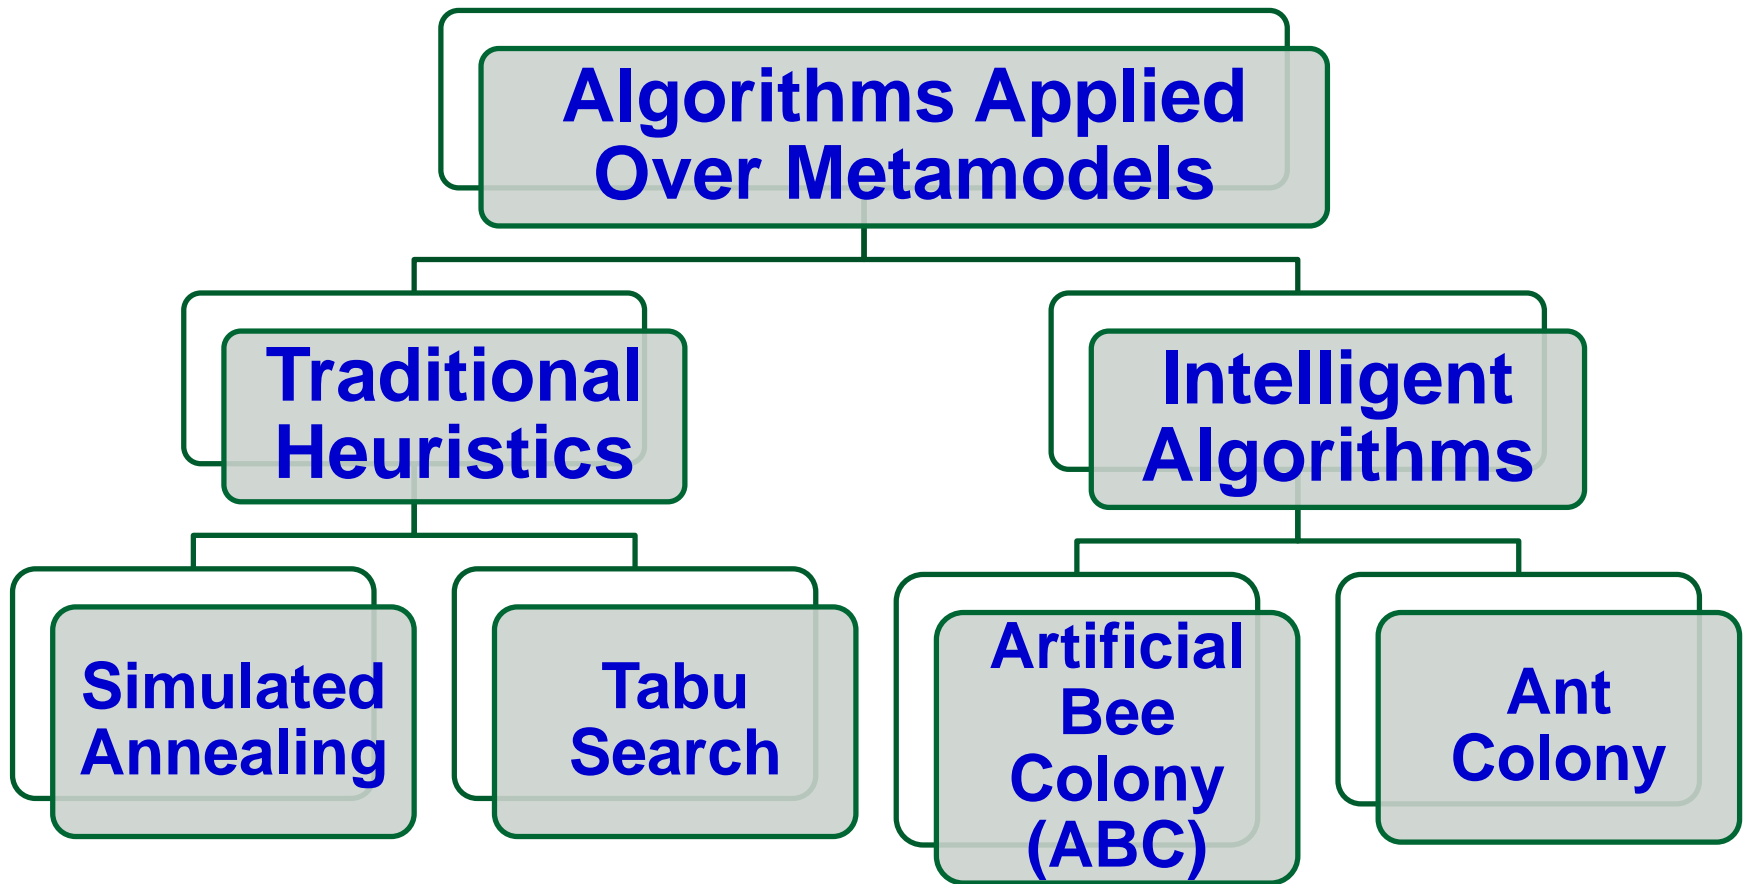 Algorithms Applied
Over Metamodels
Traditional
Heuristics
Intelligent
Algorithms
Simulated
Annealing
Tabu
Search
Artificial
Bee
Colony
(ABC)
Ant
Colony